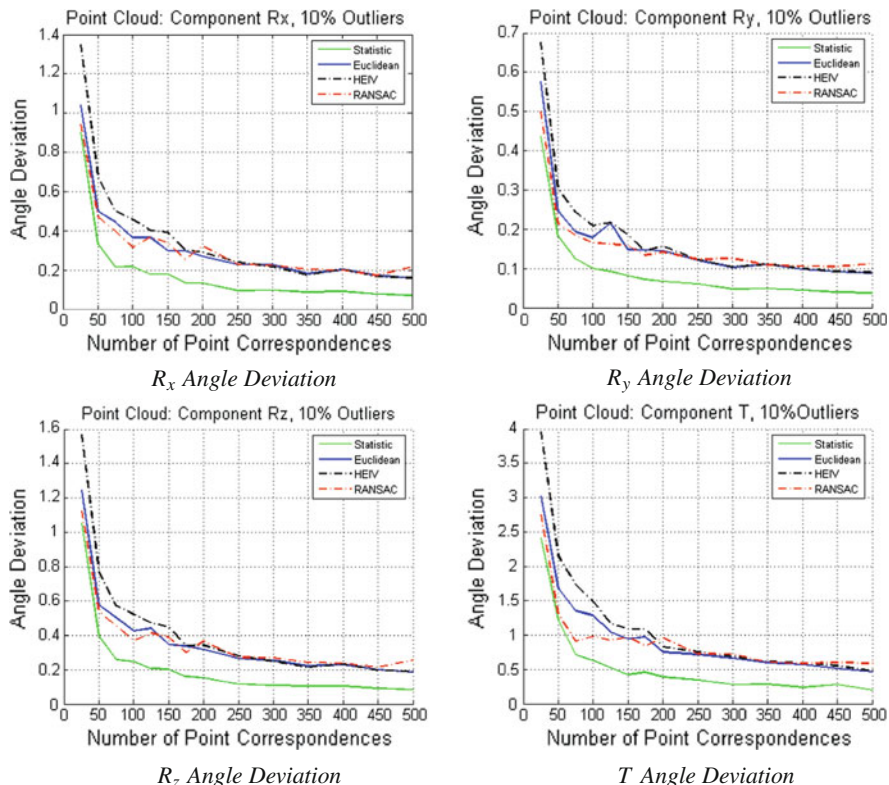 Point Cloud: Component Rx, 10% Outliers
1.4
1.2
1
0.8
0.6
0.4
0.2
0
Angle Deviation
Statistic
Euclidean
HEIV
RANSAC
0 50 100 150 200 250 300 350 400 450 500
Number of Point Correspondences
Rx Angle Deviation
Point Cloud: Component Ry, 10% Outliers
0.7
0.6
0.5
0.4
0.3
0.2
0.1
0
Angle Deviation
Statistic
Euclidean
HEIV
RANSAC
0 50 100 150 200 250 300 350 400 450 500
Number of Point Correspondences
Ry Angle Deviation
Point Cloud: Component Rz, 10% Outliers
1.6
1.4
1.2
1
0.8
0.6
0.4
0.2
0
Angle Deviation
Statistic
Euclidean
HEIV
RANSAC
0 50 100 150 200 250 300 350 400 450 500
Number of Point Correspondences
Rz Angle Deviation
Point Cloud: Component T, 10%Outliers
4
3.5
3
2.5
2
1.5
1
0.5
0
Angle Deviation
Statistic
Euclidean
HEIV
RANSAC
0 50 100 150 200 250 300 350 400 450 500
Number of Point Correspondences
T Angle Deviation